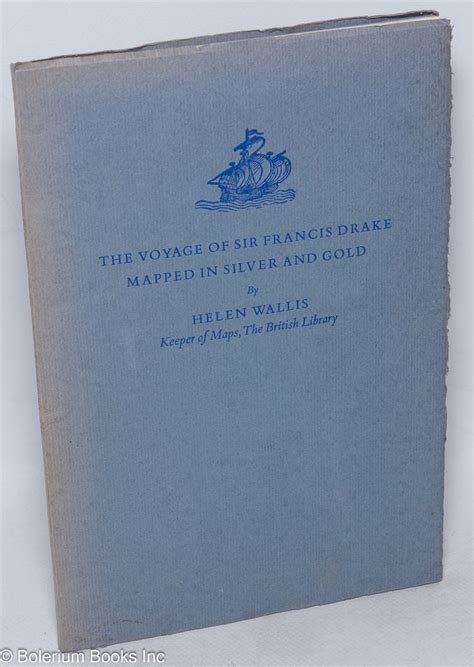 THE VOYAGE OF SIR FRANCIS DRAKE
MAPPED IN SILVER AND GOLD
By
HELEN WALLIS
Keeper of Maps, The British Library
© Bolerium Books Inc